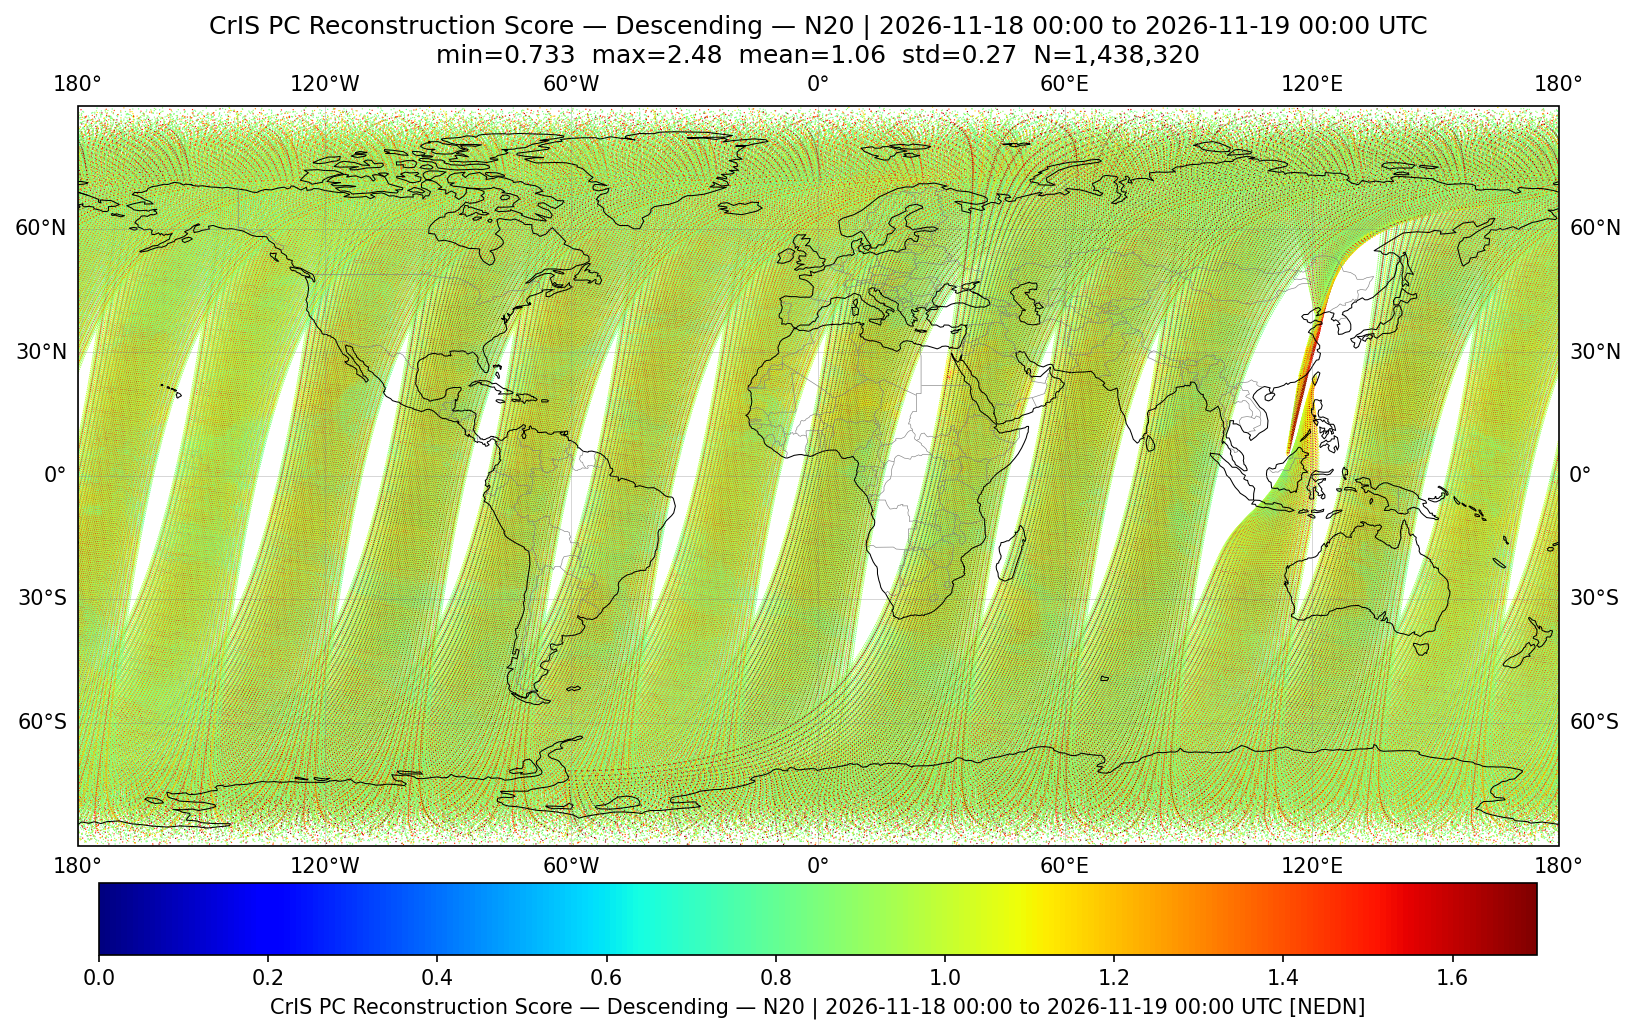 CrIS PC Reconstruction Score — Descending — N20 | 2026-11-18 00:00 to 2026-11-19 00:00 UTC
min=0.733 max=2.48 mean=1.06 std=0.27 N=1,438,320
180° 120°W 60°W 0° 60°E 120°E 180°
60°N 60°N
30°N 30°N
0° 0°
30°S 30°S
60°S 60°S
180° 120°W 60°W 0° 60°E 120°E 180°
0.0 0.2 0.4 0.6 0.8 1.0 1.2 1.4 1.6
CrIS PC Reconstruction Score — Descending — N20 | 2026-11-18 00:00 to 2026-11-19 00:00 UTC [NEDN]